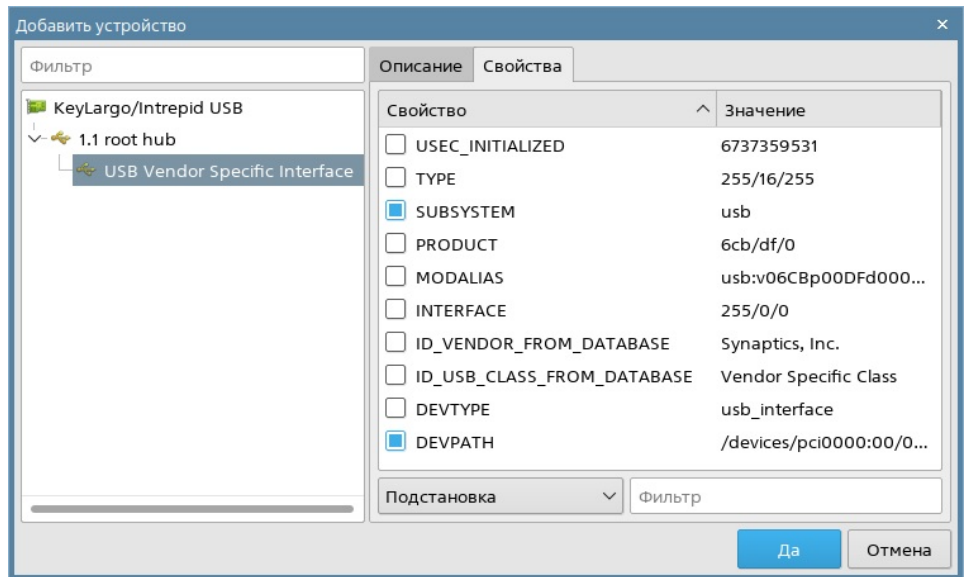 Добавить устройство
Фильтр
KeyLargo/Intrepid USB
1.1 root hub
USB Vendor Specific Interface
Описание Свойства
Свойство Значение
USEC_INITIALIZED 6737359531
TYPE 255/16/255
SUBSYSTEM usb
PRODUCT 6cb/df/0
MODALIAS usb:v06CBp00DFd000...
INTERFACE 255/0/0
ID_VENDOR_FROM_DATABASE Synaptics, Inc.
ID_USB_CLASS_FROM_DATABASE Vendor Specific Class
DEVTYPE usb_interface
DEVPATH /devices/pci0000:00/0...
Подстановка Фильтр
Да Отмена